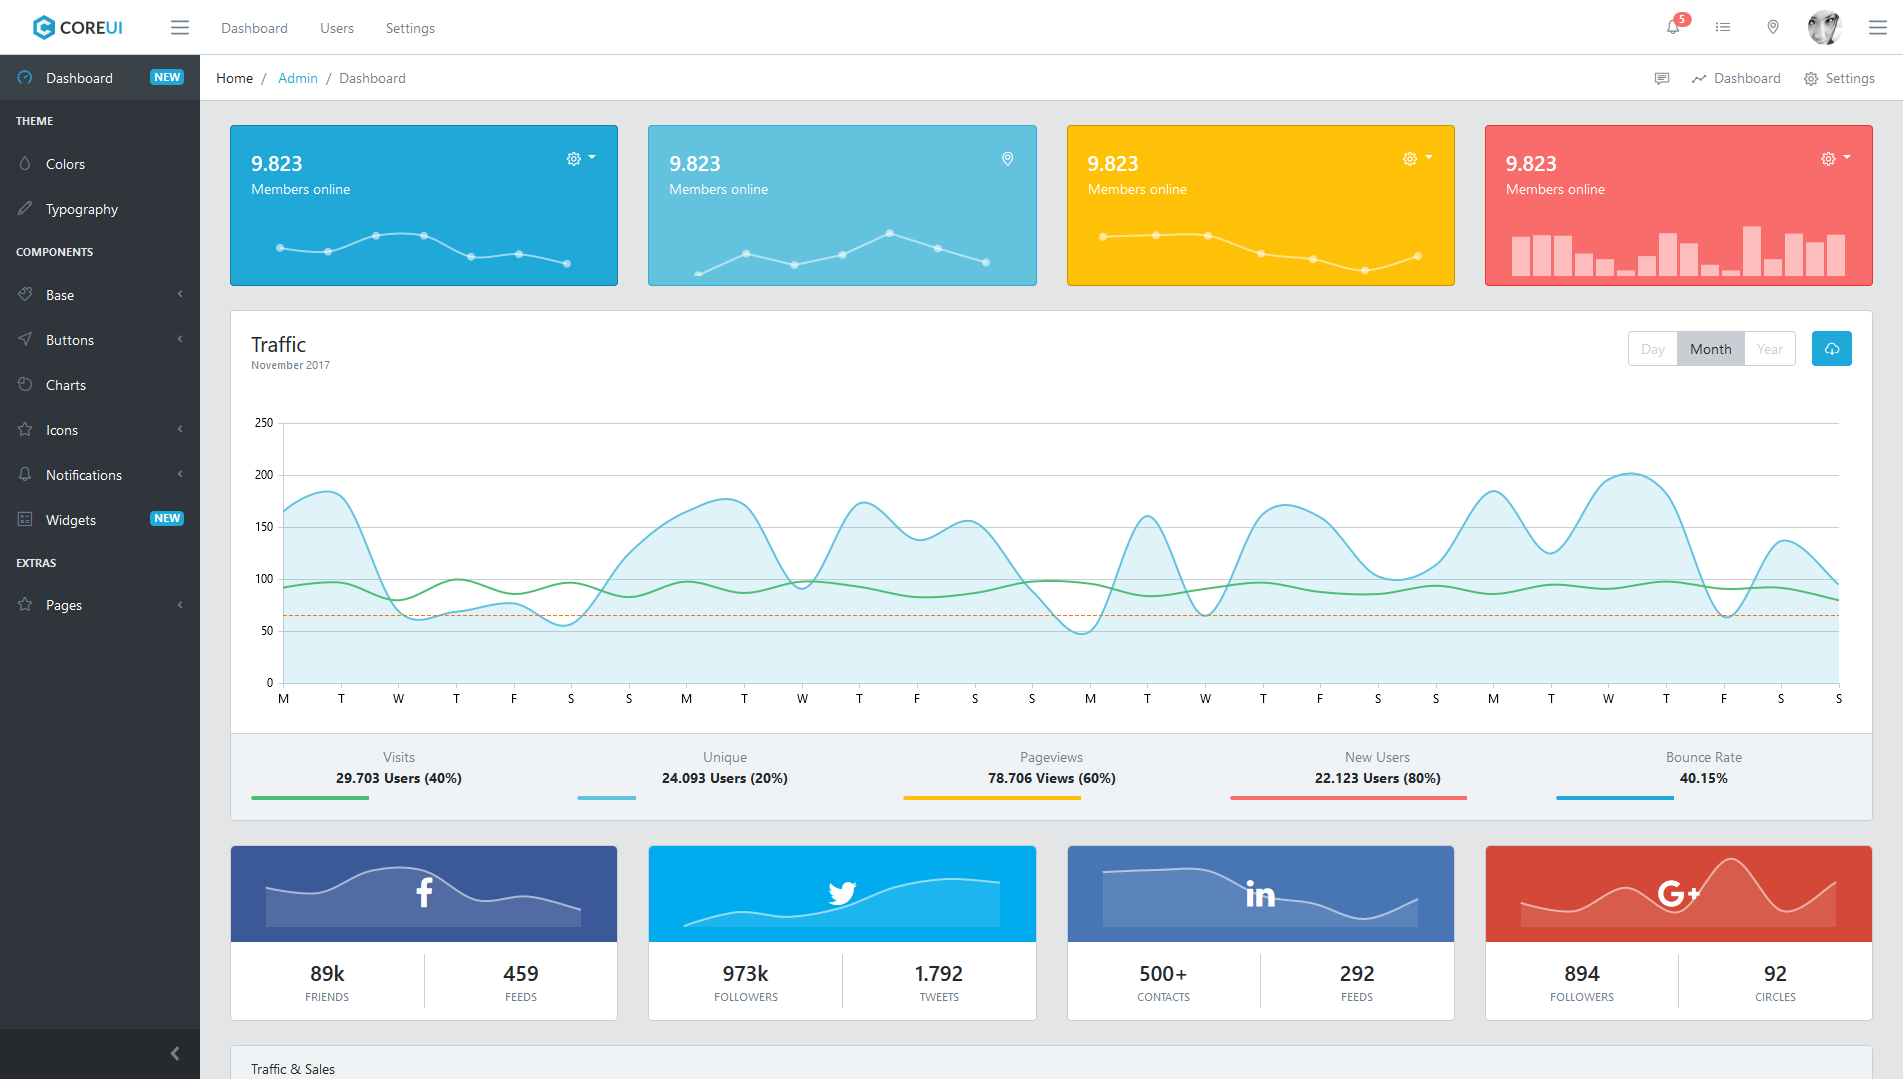 COREUI
Dashboard Users Settings
5
Dashboard NEW
THEME
Colors
Typography
COMPONENTS
Base
Buttons
Charts
Icons
Notifications
Widgets NEW
EXTRAS
Pages
Home / Admin / Dashboard
Dashboard Settings
9.823
Members online
9.823
Members online
9.823
Members online
9.823
Members online
Traffic
November 2017
Day Month Year
250
200
150
100
50
0
M T W T F S S M T W T F S S M T W T F S S M T W T F S S
Visits
29.703 Users (40%)
Unique
24.093 Users (20%)
Pageviews
78.706 Views (60%)
New Users
22.123 Users (80%)
Bounce Rate
40.15%
f
89k
FRIENDS
459
FEEDS
973k
FOLLOWERS
1.792
TWEETS
in
500+
CONTACTS
292
FEEDS
G+
894
FOLLOWERS
92
CIRCLES
Traffic & Sales